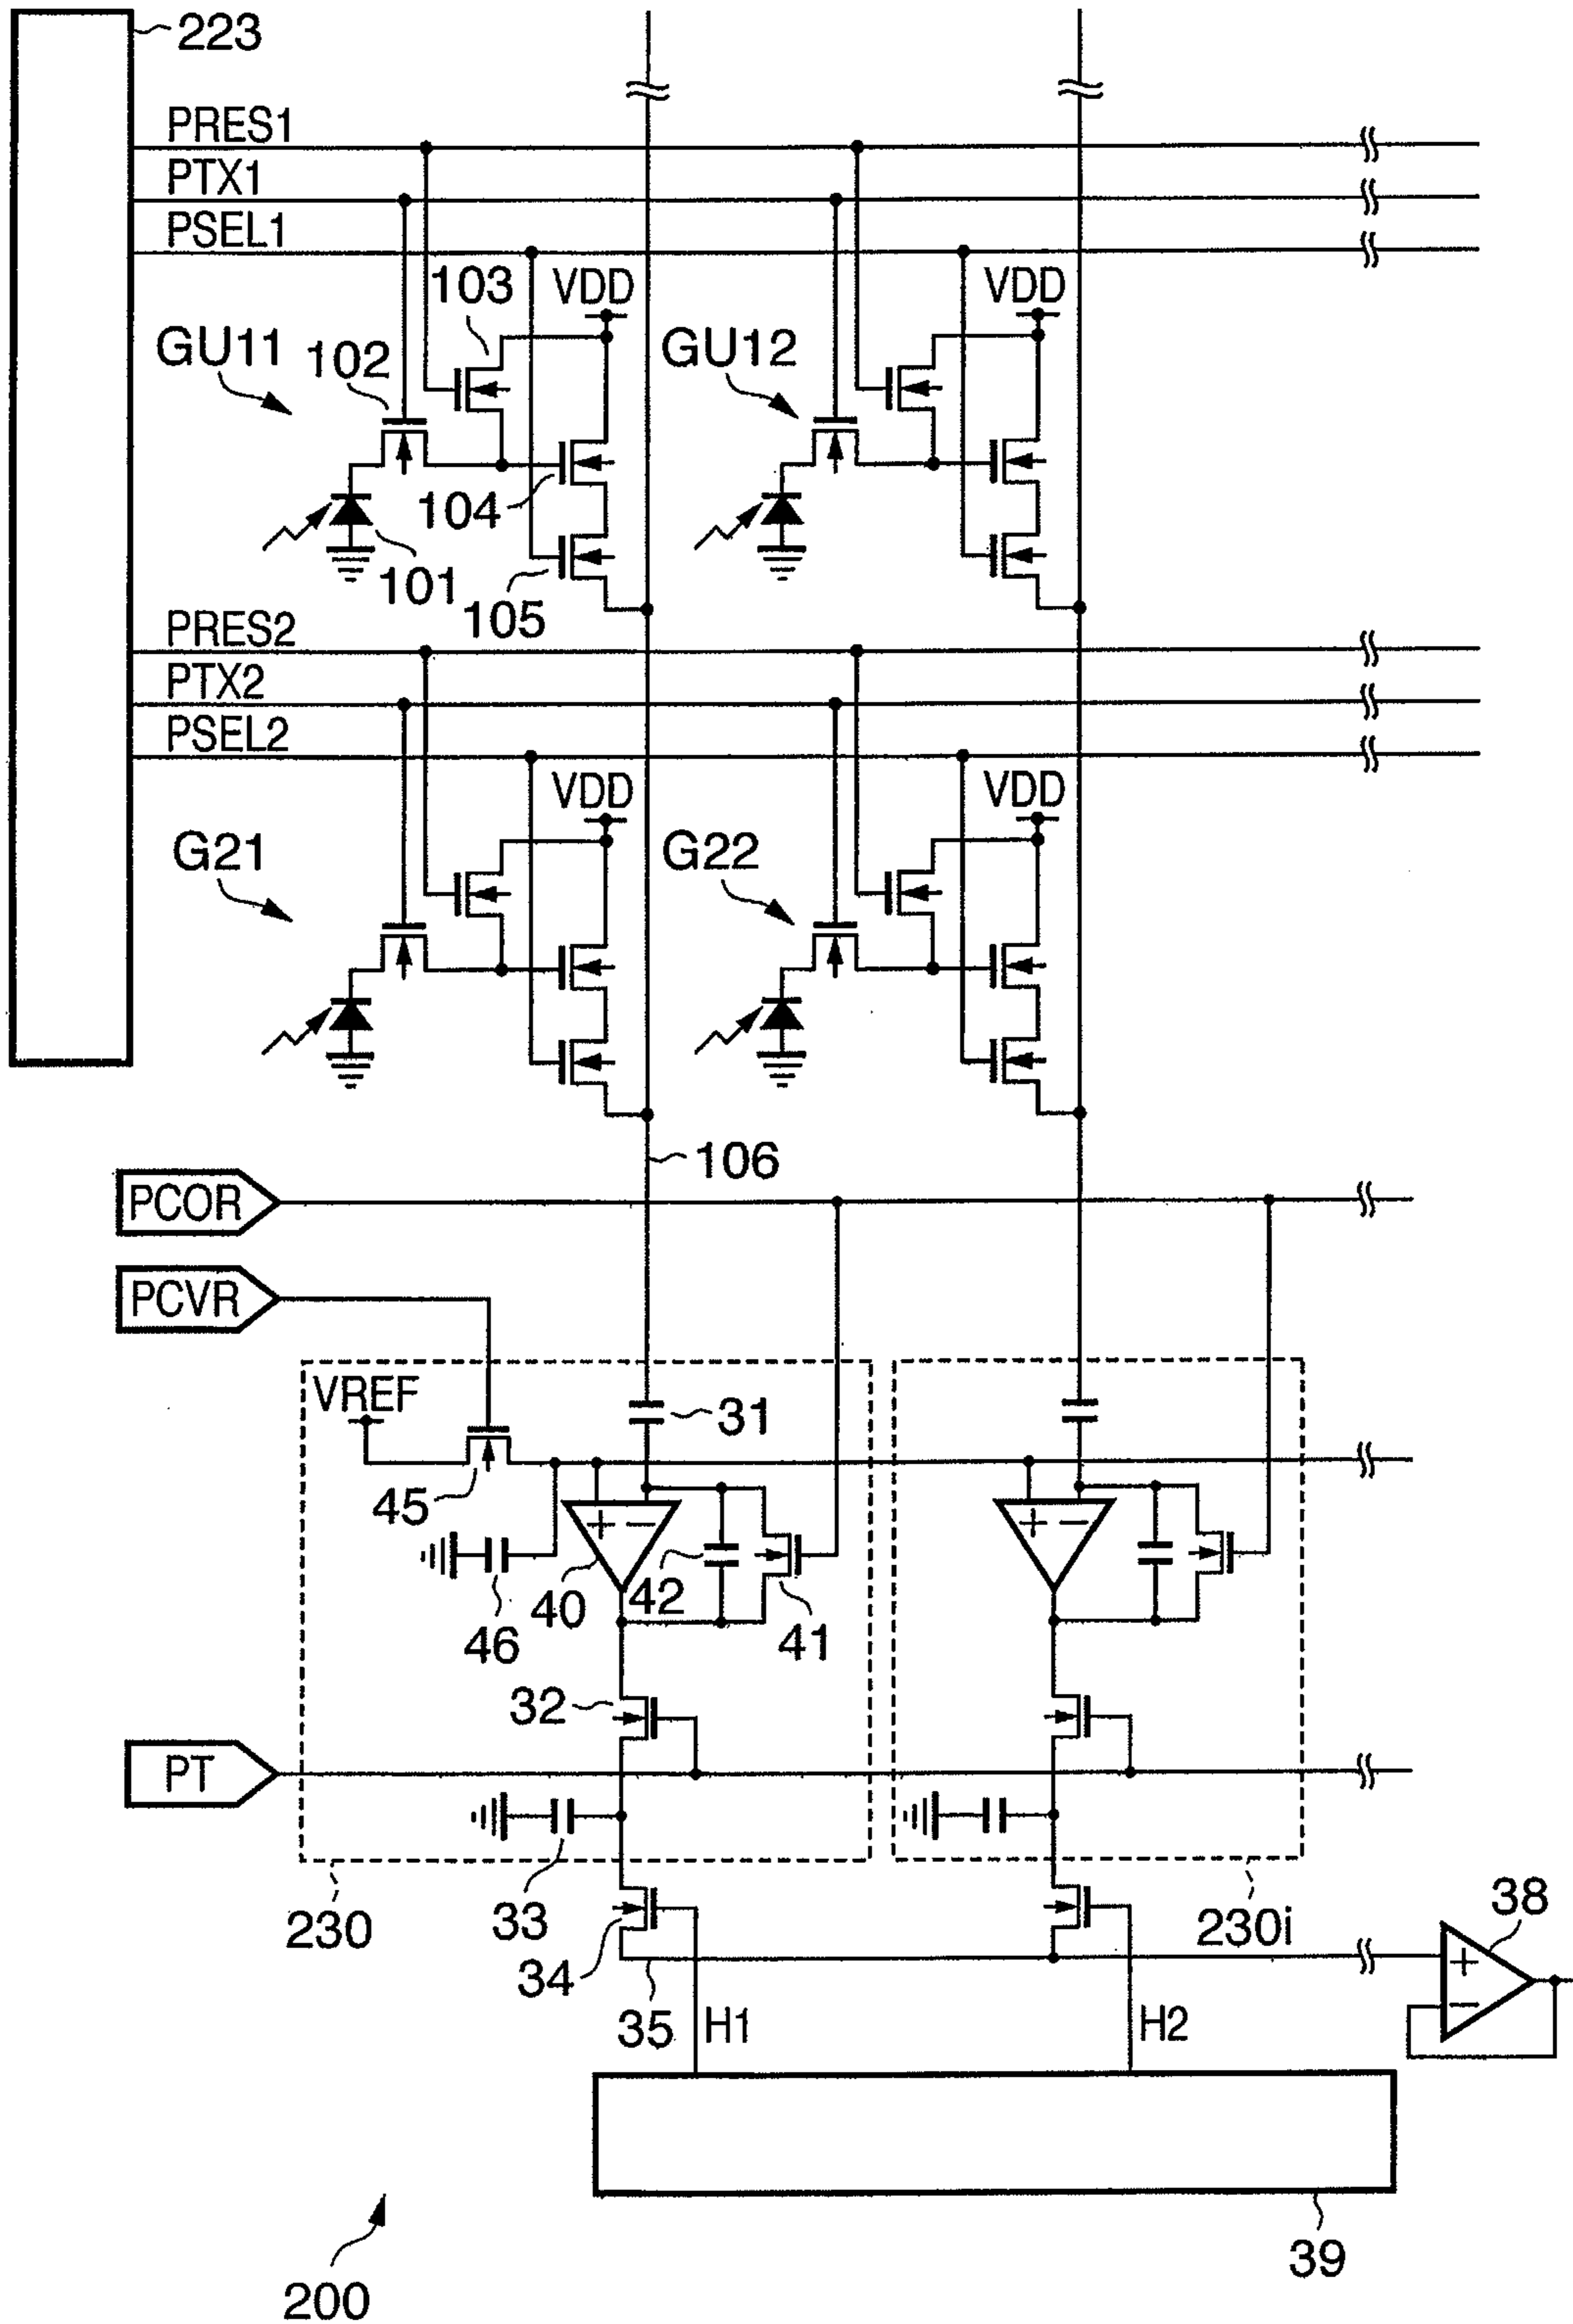 223
PRES1
PTX1
PSEL1
103
VDD
VDD
GU11
102
GU12
104
101
105
PRES2
PTX2
PSEL2
VDD
VDD
G21
G22
106
PCOR
PCVR
VREF
31
45
+ −
+ −
46
40
42
41
32
PT
33
230
34
230i
38
+
−
35
H1
H2
39
200